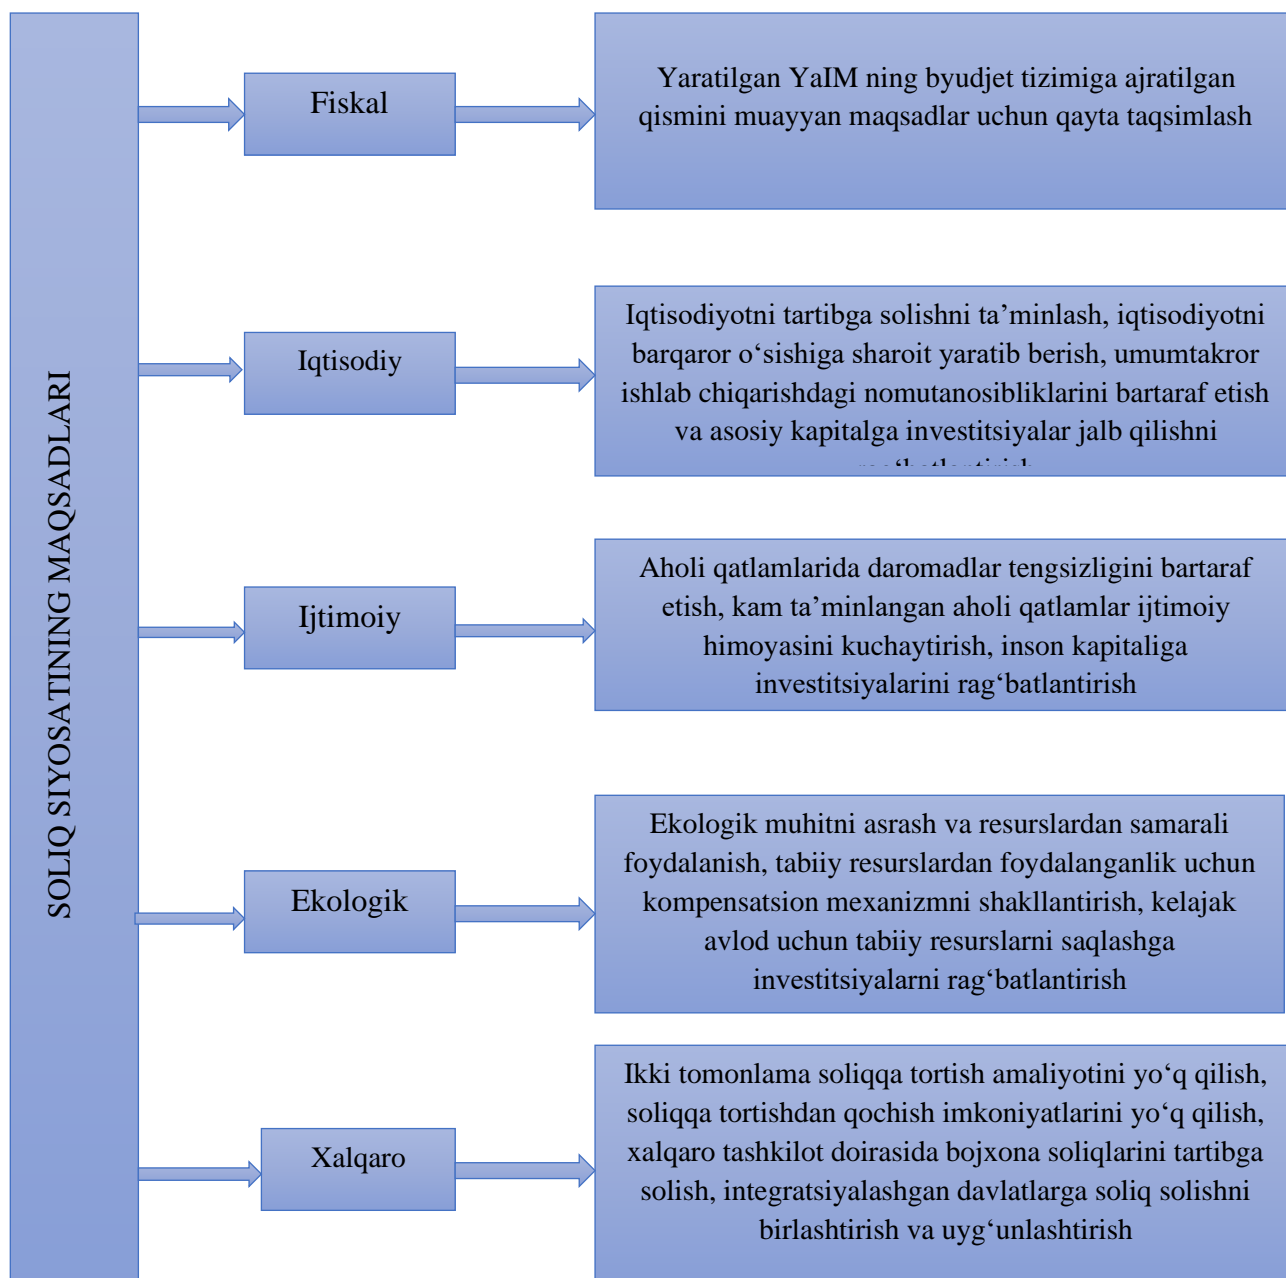 SOLIQ SIYOSATINING MAQSADLARI
Fiskal
Yaratilgan YaIM ning byudjet tizimiga ajratilgan
qismini muayyan maqsadlar uchun qayta taqsimlash
Iqtisodiy
Iqtisodiyotni tartibga solishni ta’minlash, iqtisodiyotni
barqaror o‘sishiga sharoit yaratib berish, umumtakror
ishlab chiqarishdagi nomutanosibliklarini bartaraf etish
va asosiy kapitalga investitsiyalar jalb qilishni
Ijtimoiy
Aholi qatlamlarida daromadlar tengsizligini bartaraf
etish, kam ta’minlangan aholi qatlamlar ijtimoiy
himoyasini kuchaytirish, inson kapitaliga
investitsiyalarini rag‘batlantirish
Ekologik
Ekologik muhitni asrash va resurslardan samarali
foydalanish, tabiiy resurslardan foydalanganlik uchun
kompensatsion mexanizmni shakllantirish, kelajak
avlod uchun tabiiy resurslarni saqlashga
investitsiyalarni rag‘batlantirish
Xalqaro
Ikki tomonlama soliqqa tortish amaliyotini yo‘q qilish,
soliqqa tortishdan qochish imkoniyatlarini yo‘q qilish,
xalqaro tashkilot doirasida bojxona soliqlarini tartibga
solish, integratsiyalashgan davlatlarga soliq solishni
birlashtirish va uyg‘unlashtirish